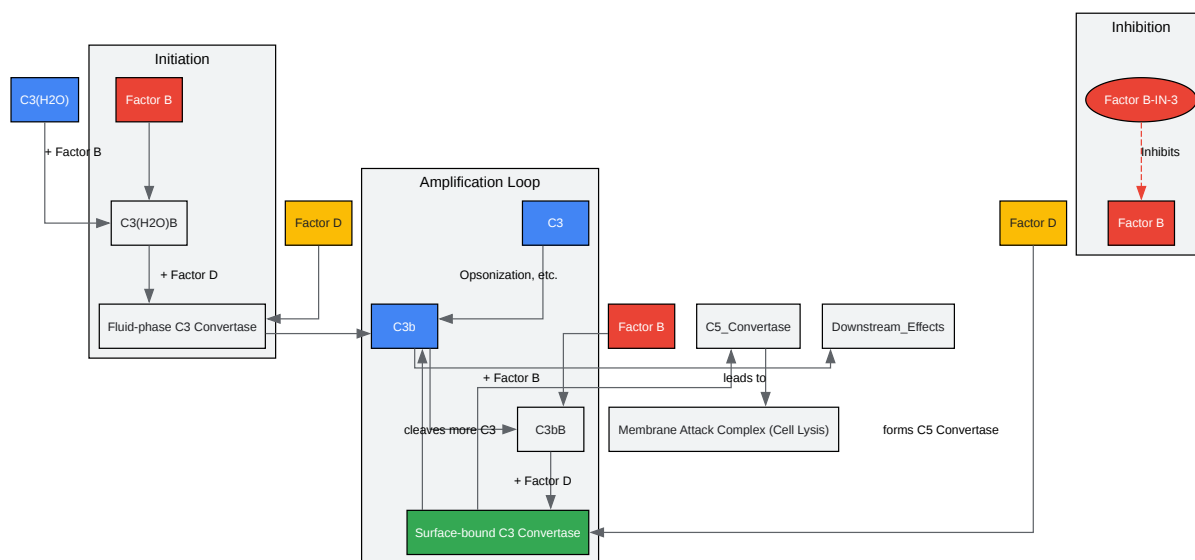 Inhibition
Initiation
C3(H2O)
Factor B
Factor B-IN-3
+ Factor B
Inhibits
Amplification Loop
C3(H2O)B
Factor D
C3
Factor D
Factor B
+ Factor D
Opsonization, etc.
Fluid-phase C3 Convertase
C3b
Factor B
C5_Convertase
Downstream_Effects
+ Factor B
leads to
cleaves more C3
C3bB
Membrane Attack Complex (Cell Lysis)
forms C5 Convertase
+ Factor D
Surface-bound C3 Convertase